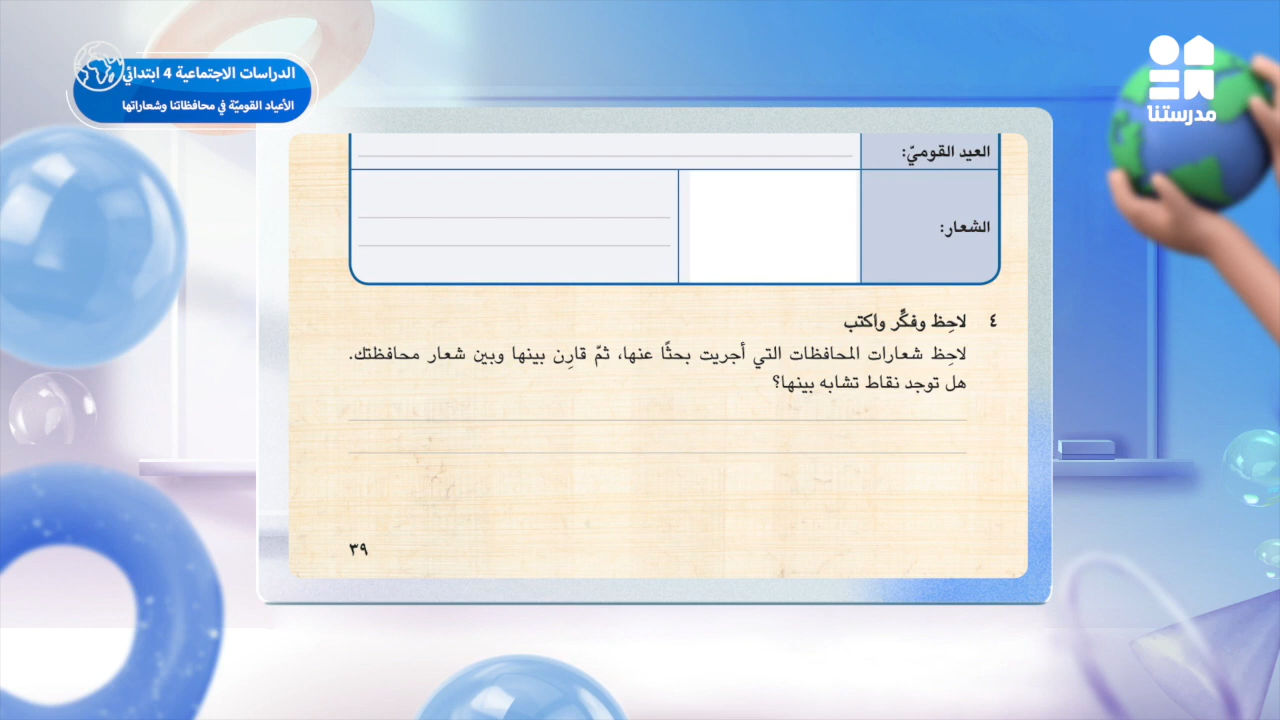 الدراسات الاجتماعية 4 ابتدائي
الأعياد القوميّة في محافظاتنا وشعاراتها
مدرستنا
العيد القوميّ:
الشعار:
٤ لاحِظ وفكِّر واكتب
لاحِظ شعارات المحافظات التي أجريت بحثًا عنها، ثمّ قارِن بينها وبين شعار محافظتك.
هل توجد نقاط تشابه بينها؟
٣٩